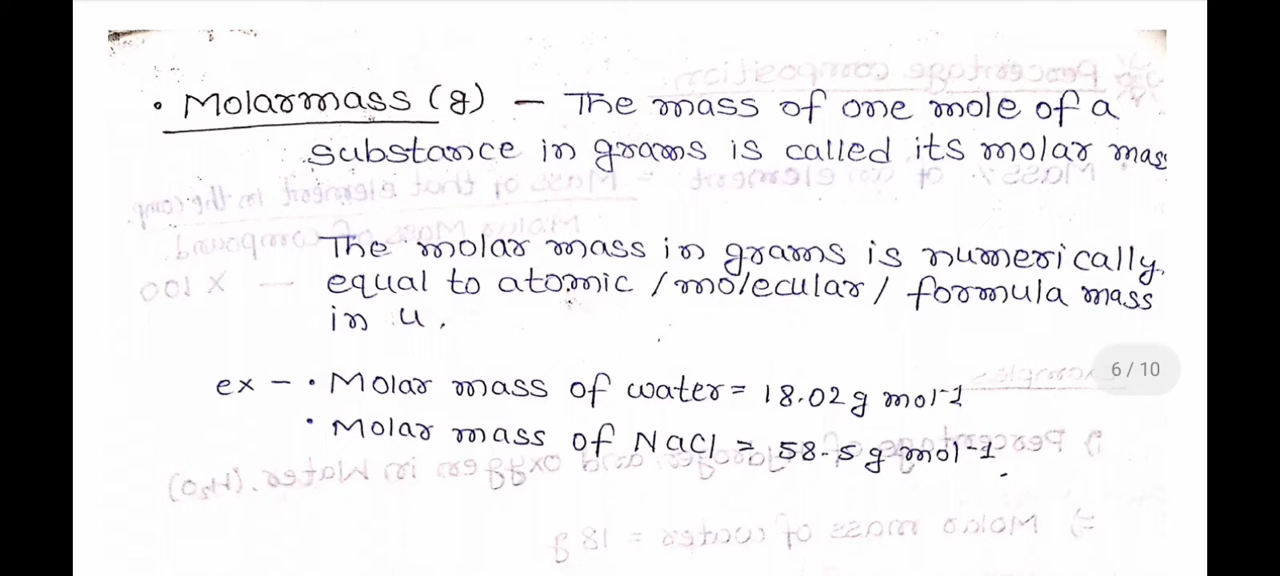 • Molarmass (g) – The mass of one mole of a
substance in grams is called its molar mas
The molar mass in grams is numerically
equal to atomic / molecular / formula mass
in u.
6 / 10
ex – • Molar mass of water = 18.02 g mol-1
• Molar mass of NaCl = 58.5 g mol-1